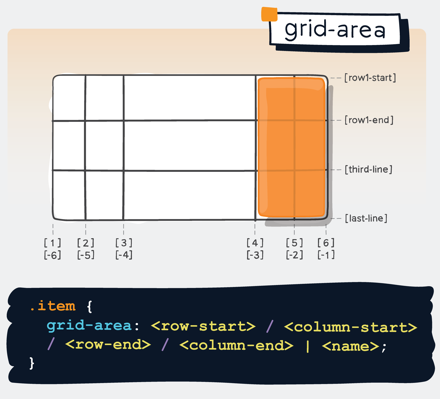 grid-area
[row1-start]
[row1-end]
[third-line]
[last-line]
[1] [2] [3] [4] [5] [6]
[-6] [-5] [-4] [-3] [-2] [-1]
.item {
grid-area: <row-start> / <column-start>
/ <row-end> / <column-end> | <name>;
}